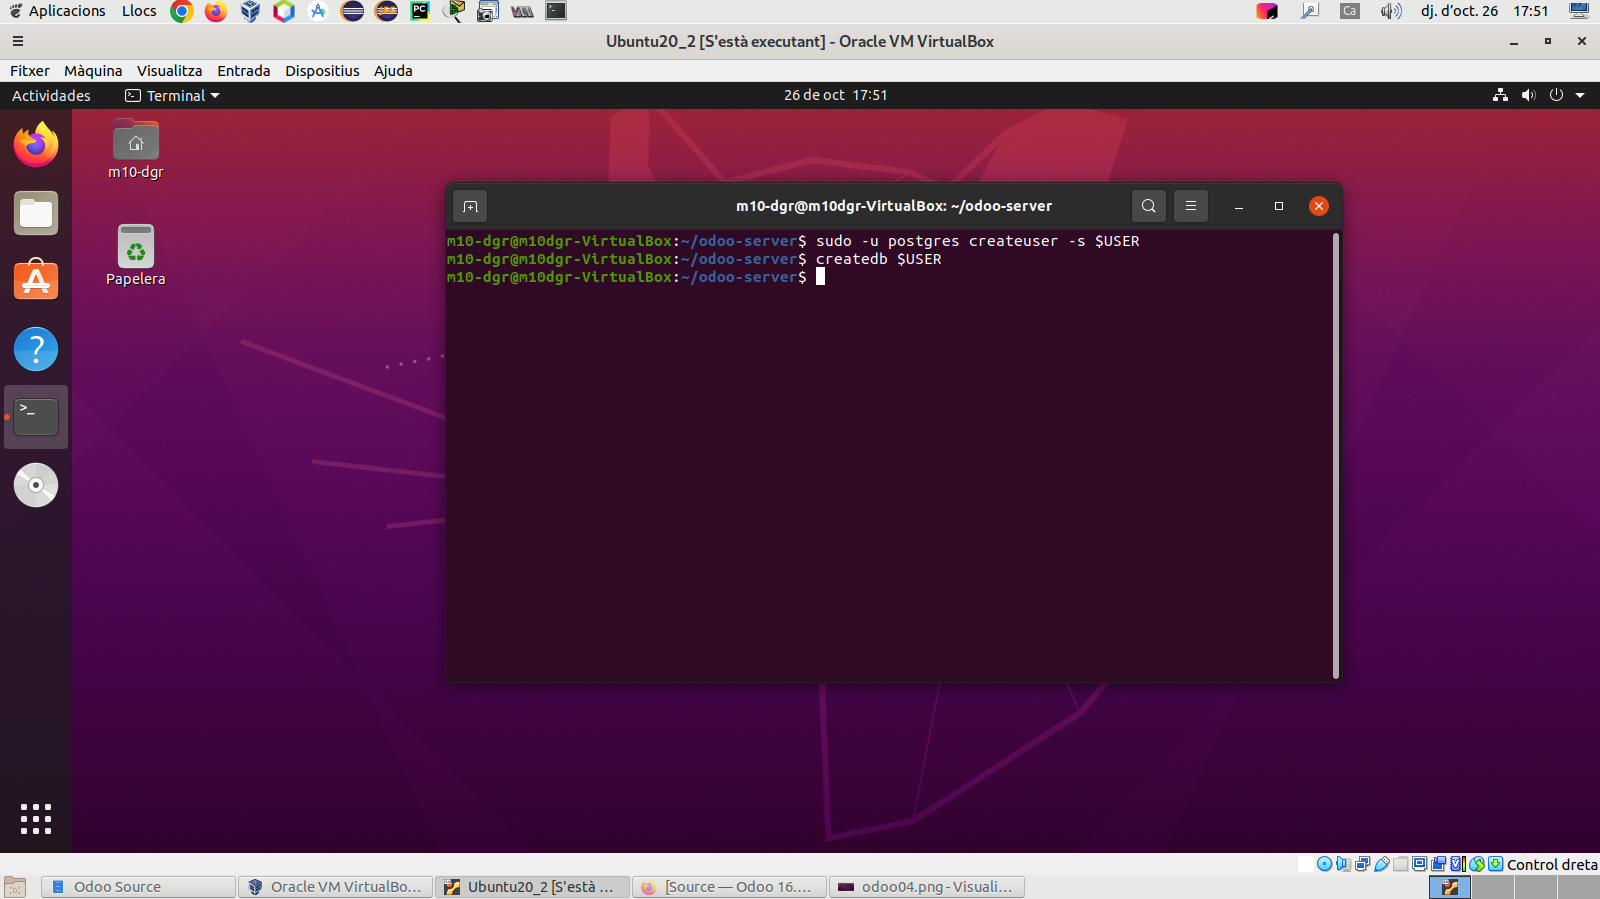 Aplicacions Llocs Ca dj. d'oct. 26 17:51
Ubuntu20_2 [S'està executant] - Oracle VM VirtualBox
Fitxer Màquina Visualitza Entrada Dispositius Ajuda
Actividades Terminal 26 de oct 17:51
m10-dgr
Papelera
m10-dgr@m10dgr-VirtualBox: ~/odoo-server
m10-dgr@m10dgr-VirtualBox:~/odoo-server$ sudo -u postgres createuser -s $USER
m10-dgr@m10dgr-VirtualBox:~/odoo-server$ createdb $USER
m10-dgr@m10dgr-VirtualBox:~/odoo-server$
Control dreta
Odoo Source Oracle VM VirtualBo... Ubuntu20_2 [S'està ... [Source — Odoo 16.... odoo04.png - Visuali...